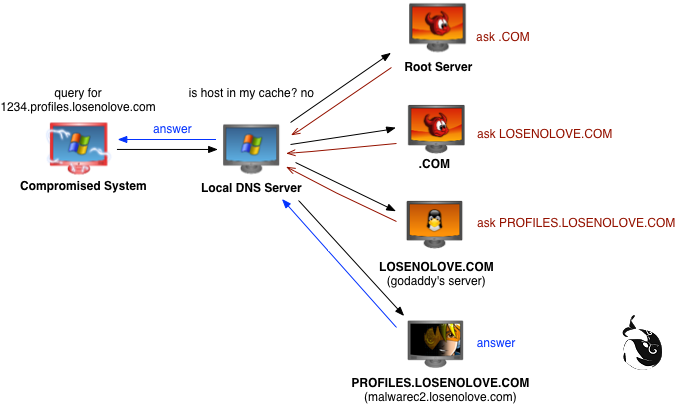 ask .COM
Root Server
query for
1234.profiles.losenolove.com
is host in my cache? no
answer
Compromised System
Local DNS Server
ask LOSENOLOVE.COM
.COM
ask PROFILES.LOSENOLOVE.COM
LOSENOLOVE.COM
(godaddy's server)
answer
PROFILES.LOSENOLOVE.COM
(malwarec2.losenolove.com)